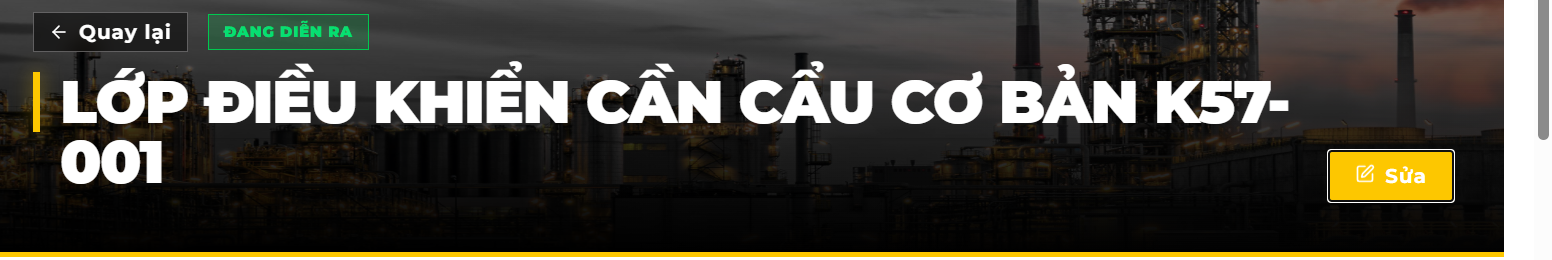 Quay lại
ĐANG DIỄN RA
LỚP ĐIỀU KHIỂN CẦN CẨU CƠ BẢN K57-
001
Sửa